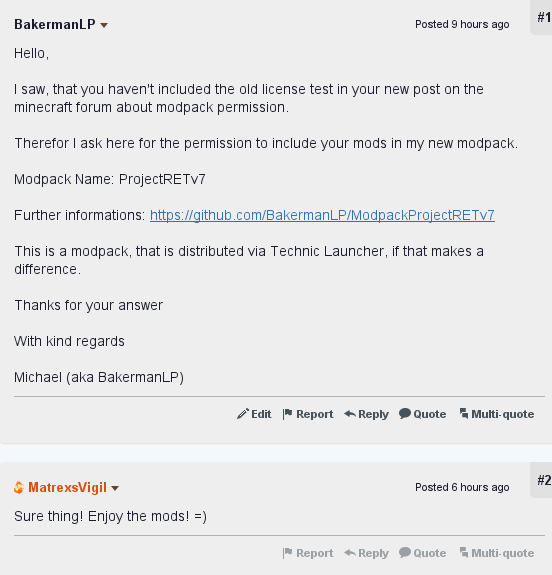 BakermanLP
Posted 9 hours ago
#1
Hello,
I saw, that you haven't included the old license test in your new post on the
minecraft forum about modpack permission.
Therefor I ask here for the permission to include your mods in my new modpack.
Modpack Name: ProjectRETv7
Further informations: https://github.com/BakermanLP/ModpackProjectRETv7
This is a modpack, that is distributed via Technic Launcher, if that makes a
difference.
Thanks for your answer
With kind regards
Michael (aka BakermanLP)
Edit Report Reply Quote Multi-quote
MatrexsVigil
Posted 6 hours ago
#2
Sure thing! Enjoy the mods! =)
Report Reply Quote Multi-quote